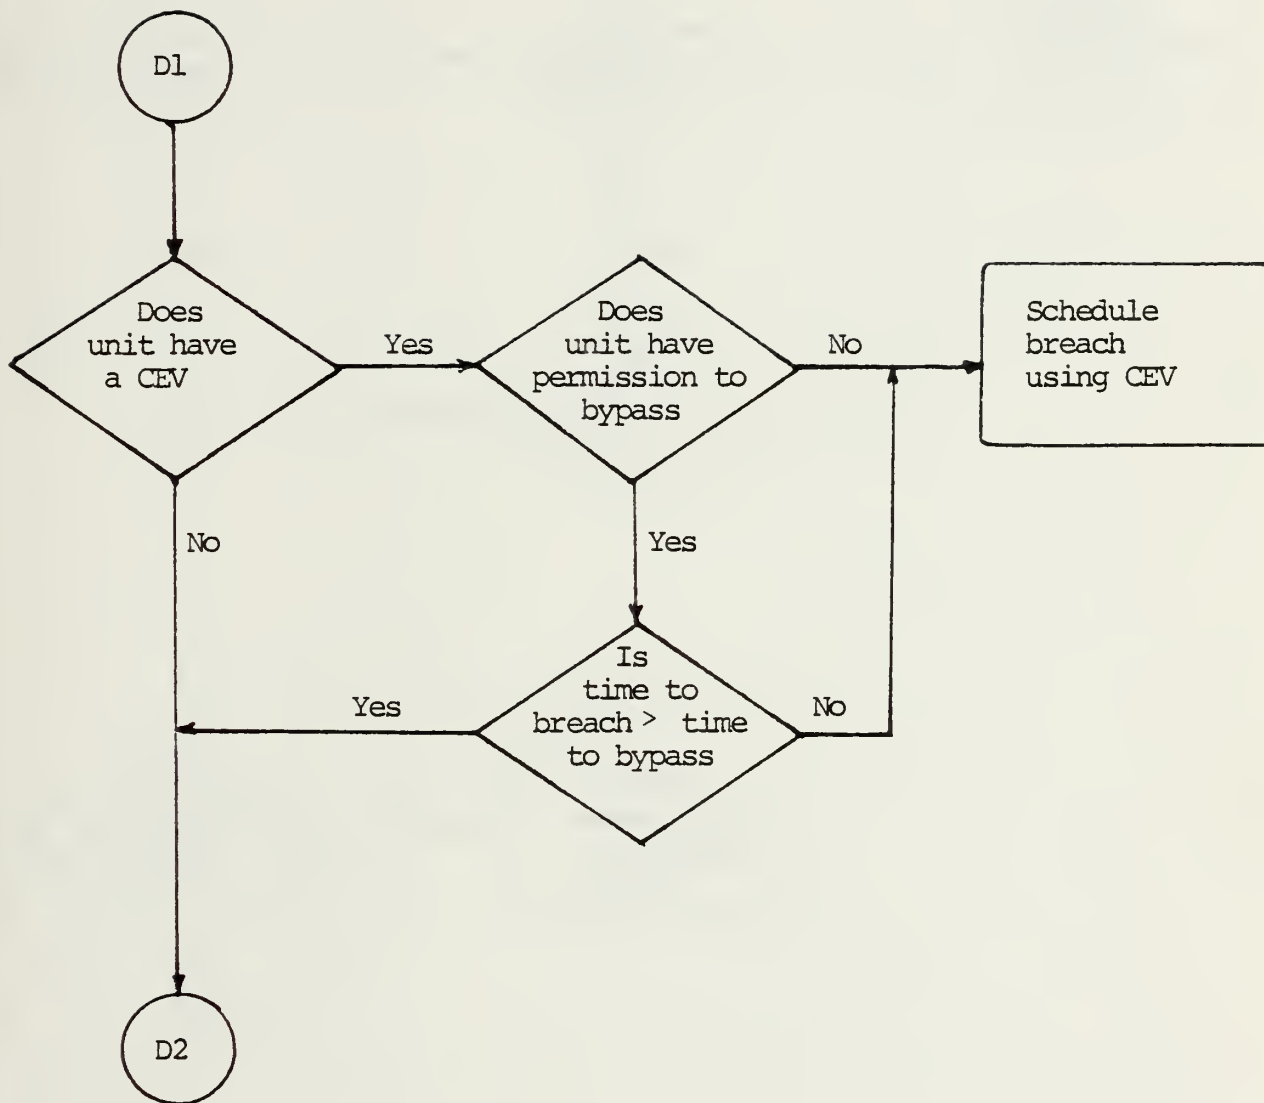 D1
Does
unit have
a CEV
Yes
Does
unit have
permission to
bypass
No
Schedule
breach
using CEV
No
Yes
Is
time to
breach > time
to bypass
Yes
No
D2